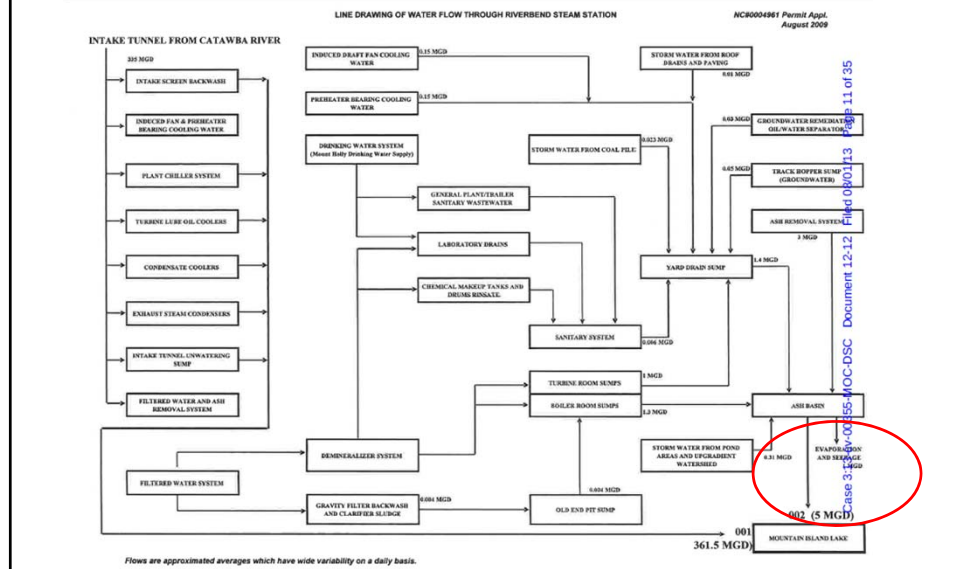 LINE DRAWING OF WATER FLOW THROUGH RIVERBEND STEAM STATION
NC#0004961 Permit Appl.
August 2009
INTAKE TUNNEL FROM CATAWBA RIVER
335 MGD
INTAKE SCREEN BACKWASH
INDUCED FAN & PREHEATER
BEARING COOLING WATER
PLANT CHILLER SYSTEM
TURBINE LUBE OIL COOLERS
CONDENSATE COOLERS
EXHAUST STEAM CONDENSERS
INTAKE TUNNEL UNWATERING
SUMP
FILTERED WATER AND ASH
REMOVAL SYSTEM
FILTERED WATER SYSTEM
INDUCED DRAFT FAN COOLING
WATER
0.15 MGD
PREHEATER BEARING COOLING
WATER
0.15 MGD
DRINKING WATER SYSTEM
(Mount Holly Drinking Water Supply)
GENERAL PLANT/TRAILER
SANITARY WASTEWATER
LABORATORY DRAINS
CHEMICAL MAKEUP TANKS AND
DRUMS RINSATE
DEMINERALIZER SYSTEM
GRAVITY FILTER BACKWASH
AND CLARIFIER SLUDGE
0.004 MGD
STORM WATER FROM ROOF
DRAINS AND PAVING
0.01 MGD
STORM WATER FROM COAL PILE
0.023 MGD
0.03 MGD
GROUNDWATER REMEDIATION
OIL/WATER SEPARATOR
0.05 MGD
TRACK HOPPER SUMP
(GROUNDWATER)
ASH REMOVAL SYSTEM
3 MGD
YARD DRAIN SUMP
1.4 MGD
SANITARY SYSTEM
0.006 MGD
TURBINE ROOM SUMPS
1 MGD
BOILER ROOM SUMPS
1.3 MGD
ASH BASIN
STORM WATER FROM POND
AREAS AND UPGRADIENT
WATERSHED
0.31 MGD
EVAPORATION
AND SEEPAGE
MGD
0.004 MGD
OLD END PIT SUMP
002 (5 MGD)
001
361.5 MGD)
MOUNTAIN ISLAND LAKE
Flows are approximated averages which have wide variability on a daily basis.
Case 3:13-cv-00355-MOC-DSC Document 12-12 Filed 08/01/13 Page 11 of 35